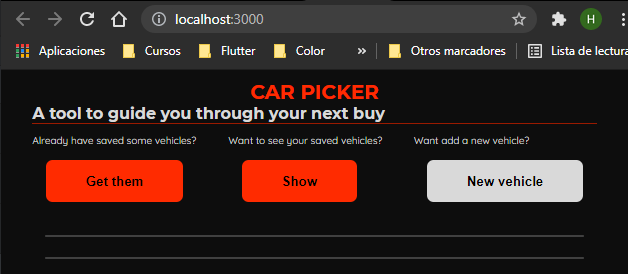 localhost:3000
H
Aplicaciones Cursos Flutter Color » Otros marcadores Lista de lectura
CAR PICKER
A tool to guide you through your next buy
Already have saved some vehicles? Want to see your saved vehicles? Want add a new vehicle?
Get them Show New vehicle